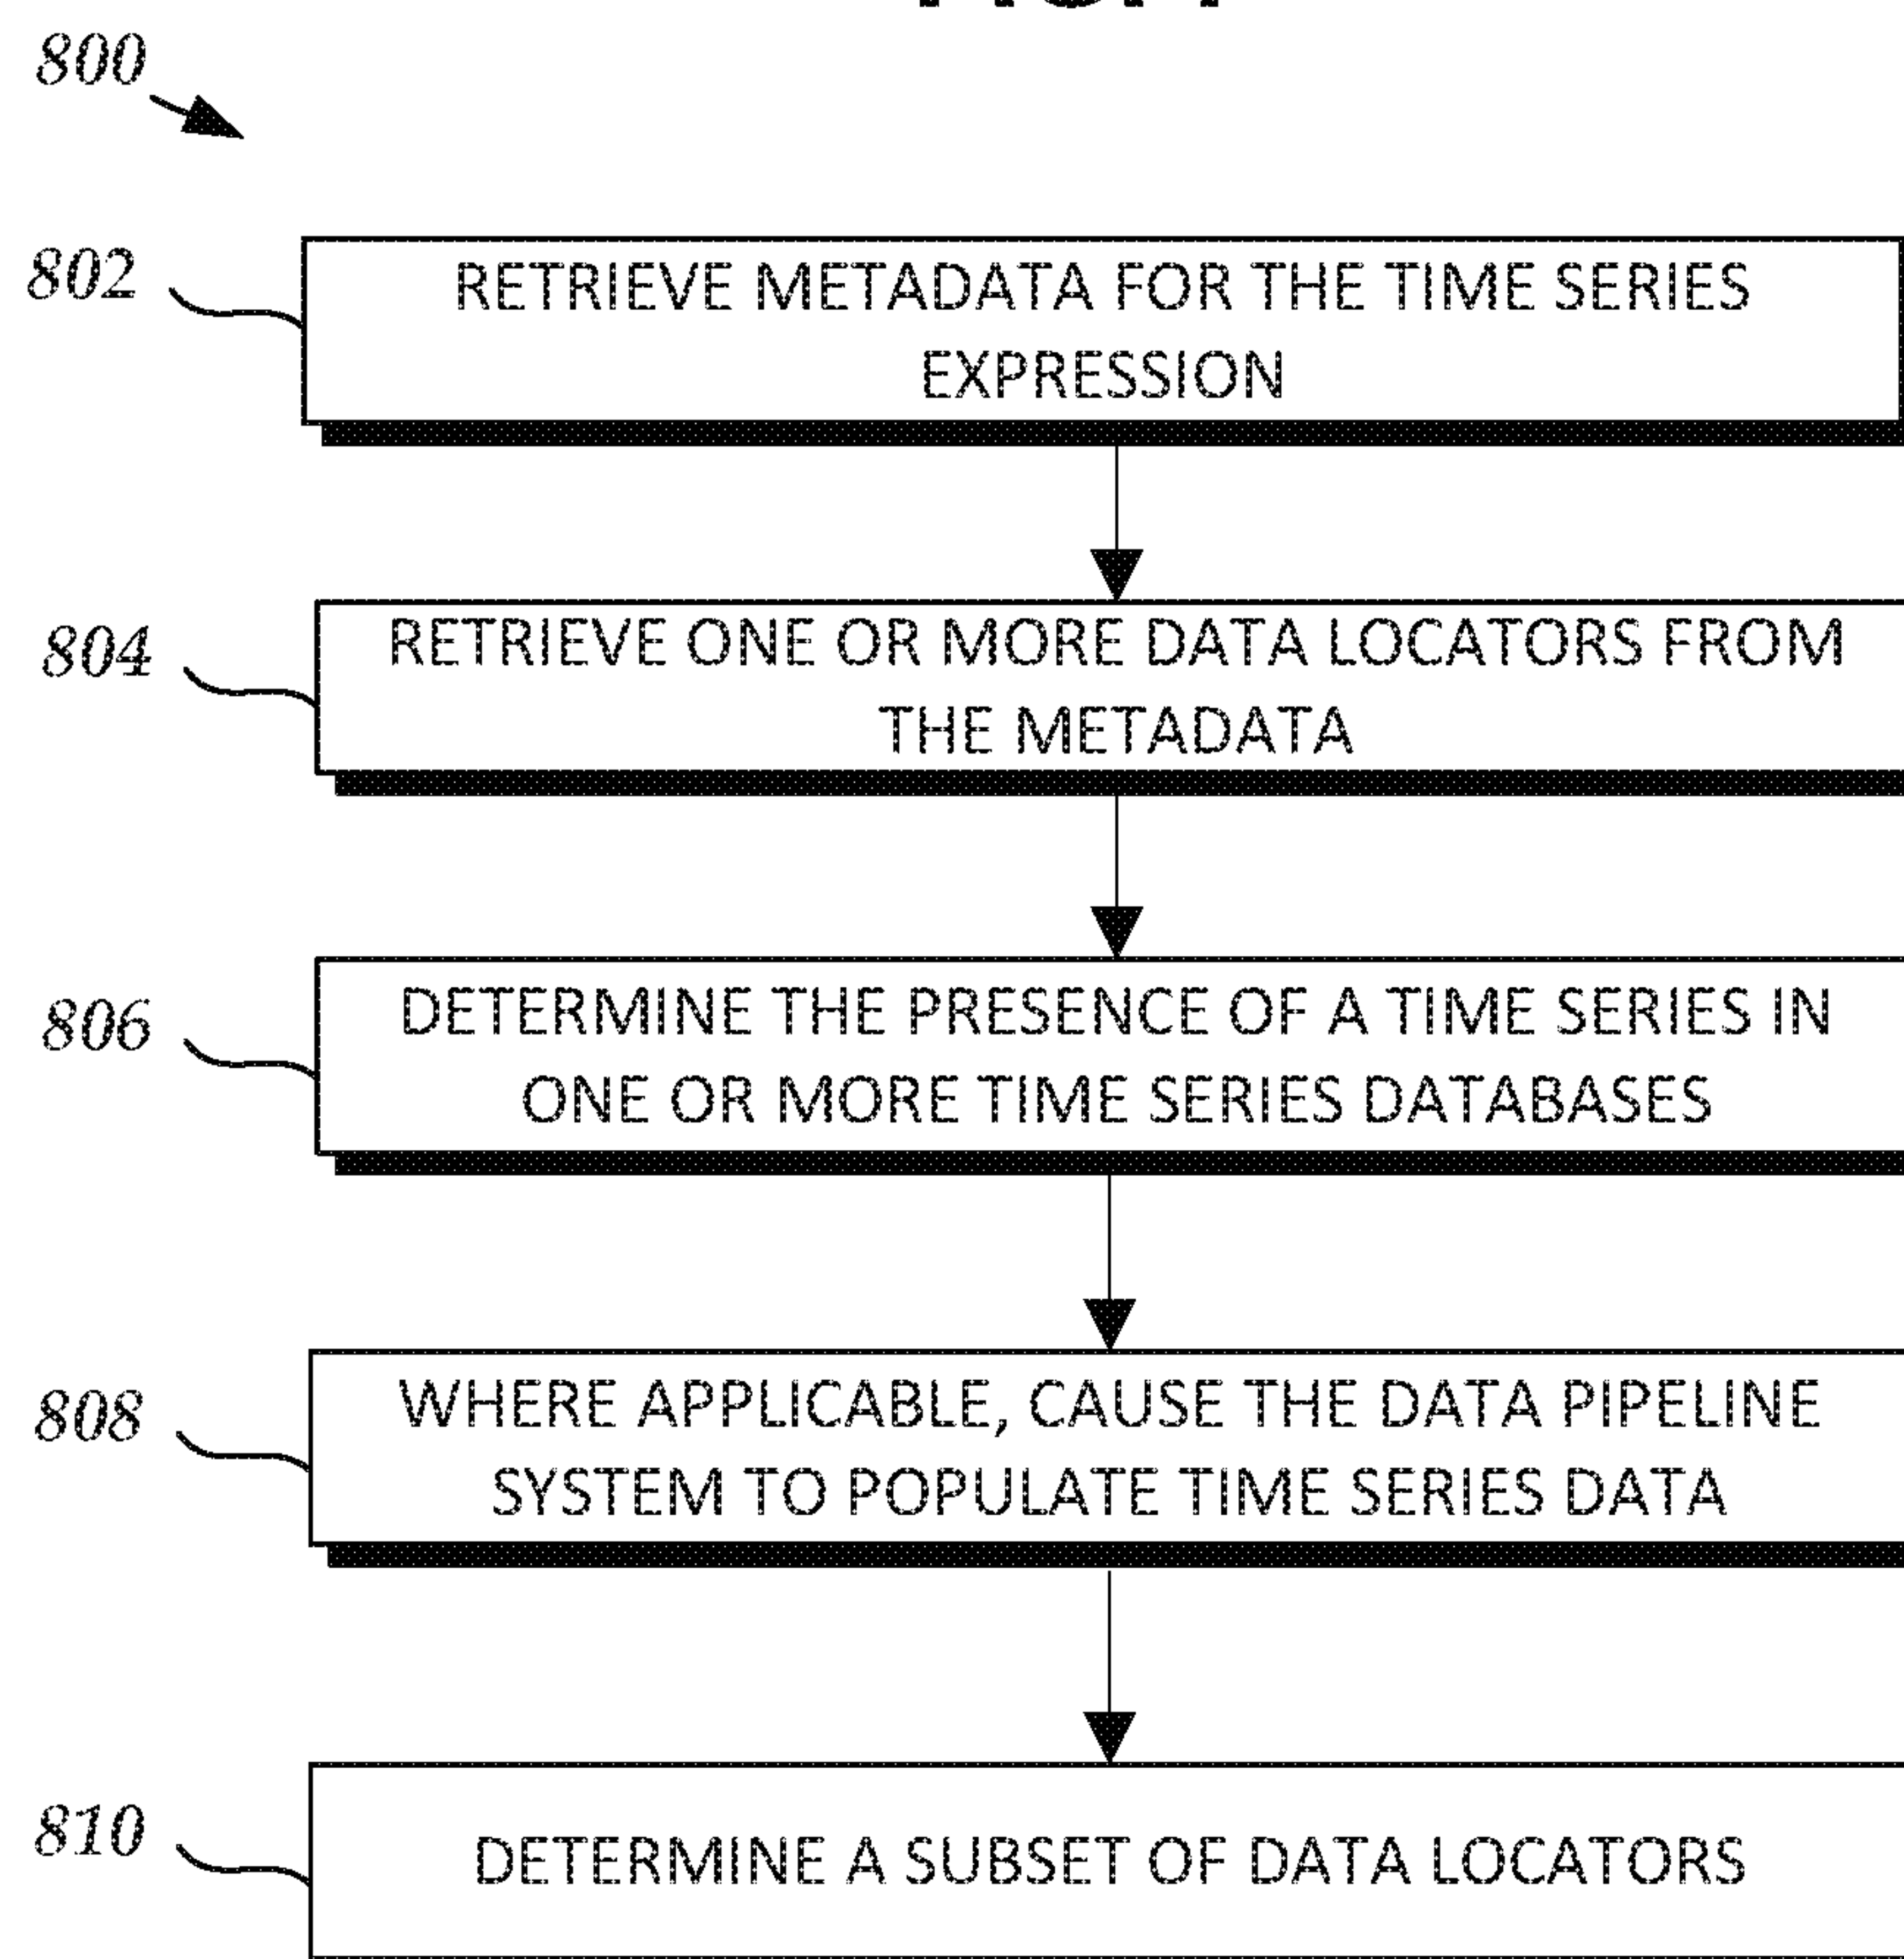 800
802
RETRIEVE METADATA FOR THE TIME SERIES
EXPRESSION
804
RETRIEVE ONE OR MORE DATA LOCATORS FROM
THE METADATA
806
DETERMINE THE PRESENCE OF A TIME SERIES IN
ONE OR MORE TIME SERIES DATABASES
808
WHERE APPLICABLE, CAUSE THE DATA PIPELINE
SYSTEM TO POPULATE TIME SERIES DATA
810
DETERMINE A SUBSET OF DATA LOCATORS